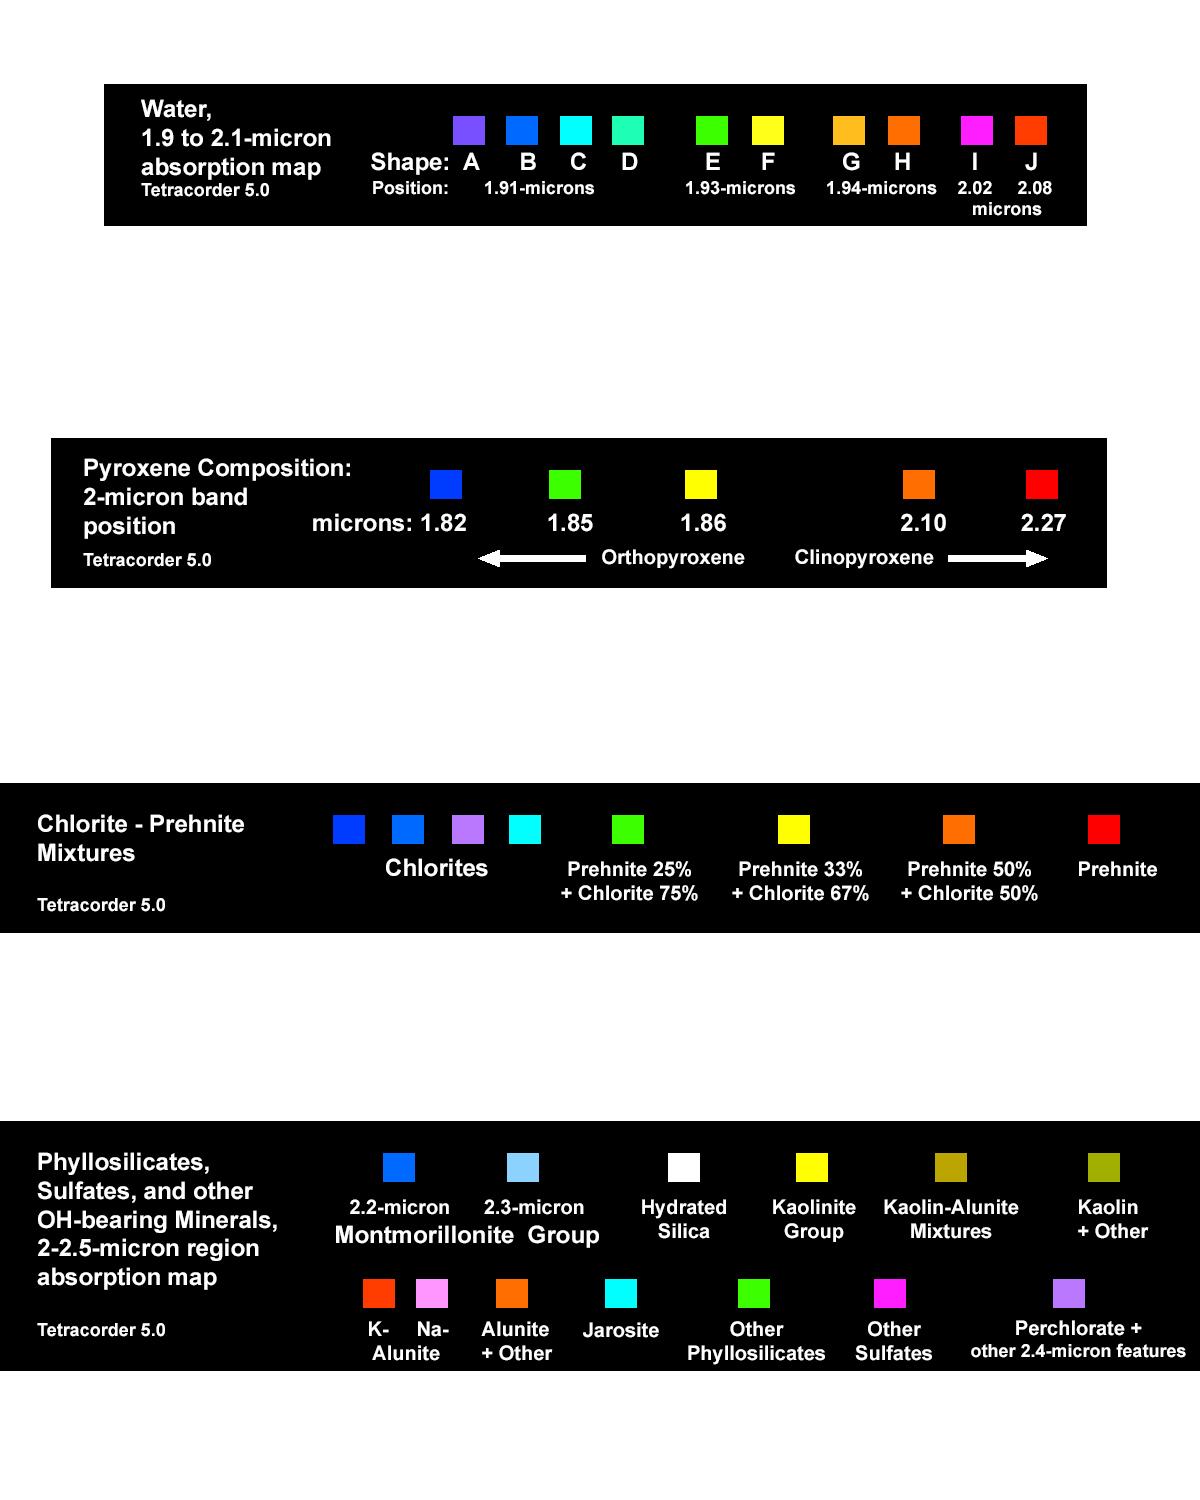 Water,
1.9 to 2.1-micron
absorption map
Tetracorder 5.0
Shape: A B C D E F G H I J
Position: 1.91-microns 1.93-microns 1.94-microns 2.02 2.08
microns
Pyroxene Composition:
2-micron band
position
Tetracorder 5.0
microns: 1.82 1.85 1.86 2.10 2.27
Orthopyroxene Clinopyroxene
Chlorite - Prehnite
Mixtures
Tetracorder 5.0
Chlorites
Prehnite 25%
+ Chlorite 75%
Prehnite 33%
+ Chlorite 67%
Prehnite 50%
+ Chlorite 50%
Prehnite
Phyllosilicates,
Sulfates, and other
OH-bearing Minerals,
2-2.5-micron region
absorption map
Tetracorder 5.0
2.2-micron 2.3-micron
Montmorillonite Group
Hydrated
Silica
Kaolinite
Group
Kaolin-Alunite
Mixtures
Kaolin
+ Other
K- Na-
Alunite
Alunite
+ Other
Jarosite
Other
Phyllosilicates
Other
Sulfates
Perchlorate +
other 2.4-micron features